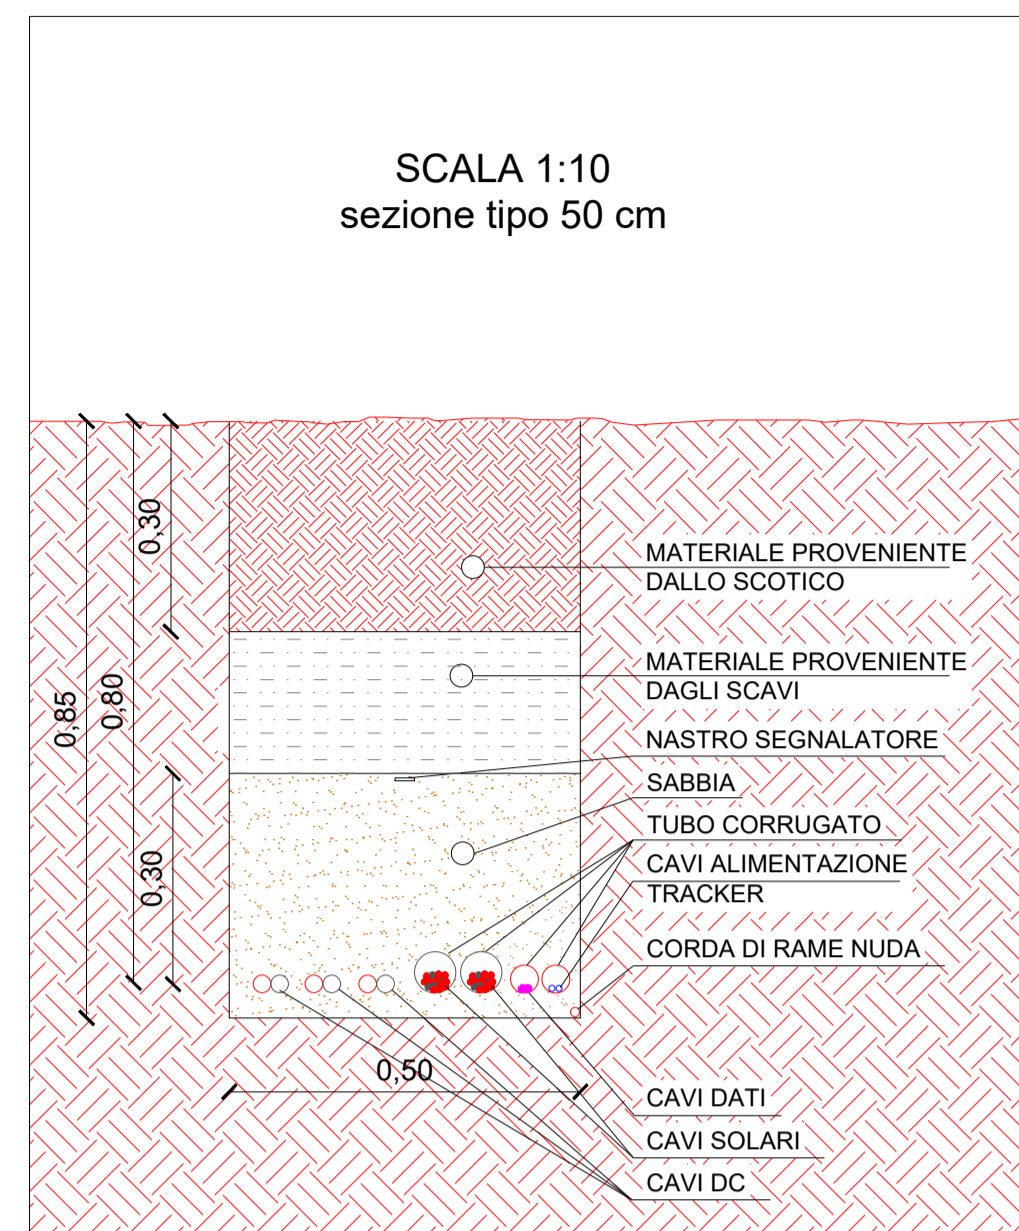 SCALA 1:10
sezione tipo 50 cm
0,30
0,80
0,85
0,30
0,50
MATERIALE PROVENIENTE
DALLO SCOTICO
MATERIALE PROVENIENTE
DAGLI SCAVI
NASTRO SEGNALATORE
SABBIA
TUBO CORRUGATO
CAVI ALIMENTAZIONE
TRACKER
CORDA DI RAME NUDA
CAVI DATI
CAVI SOLARI
CAVI DC